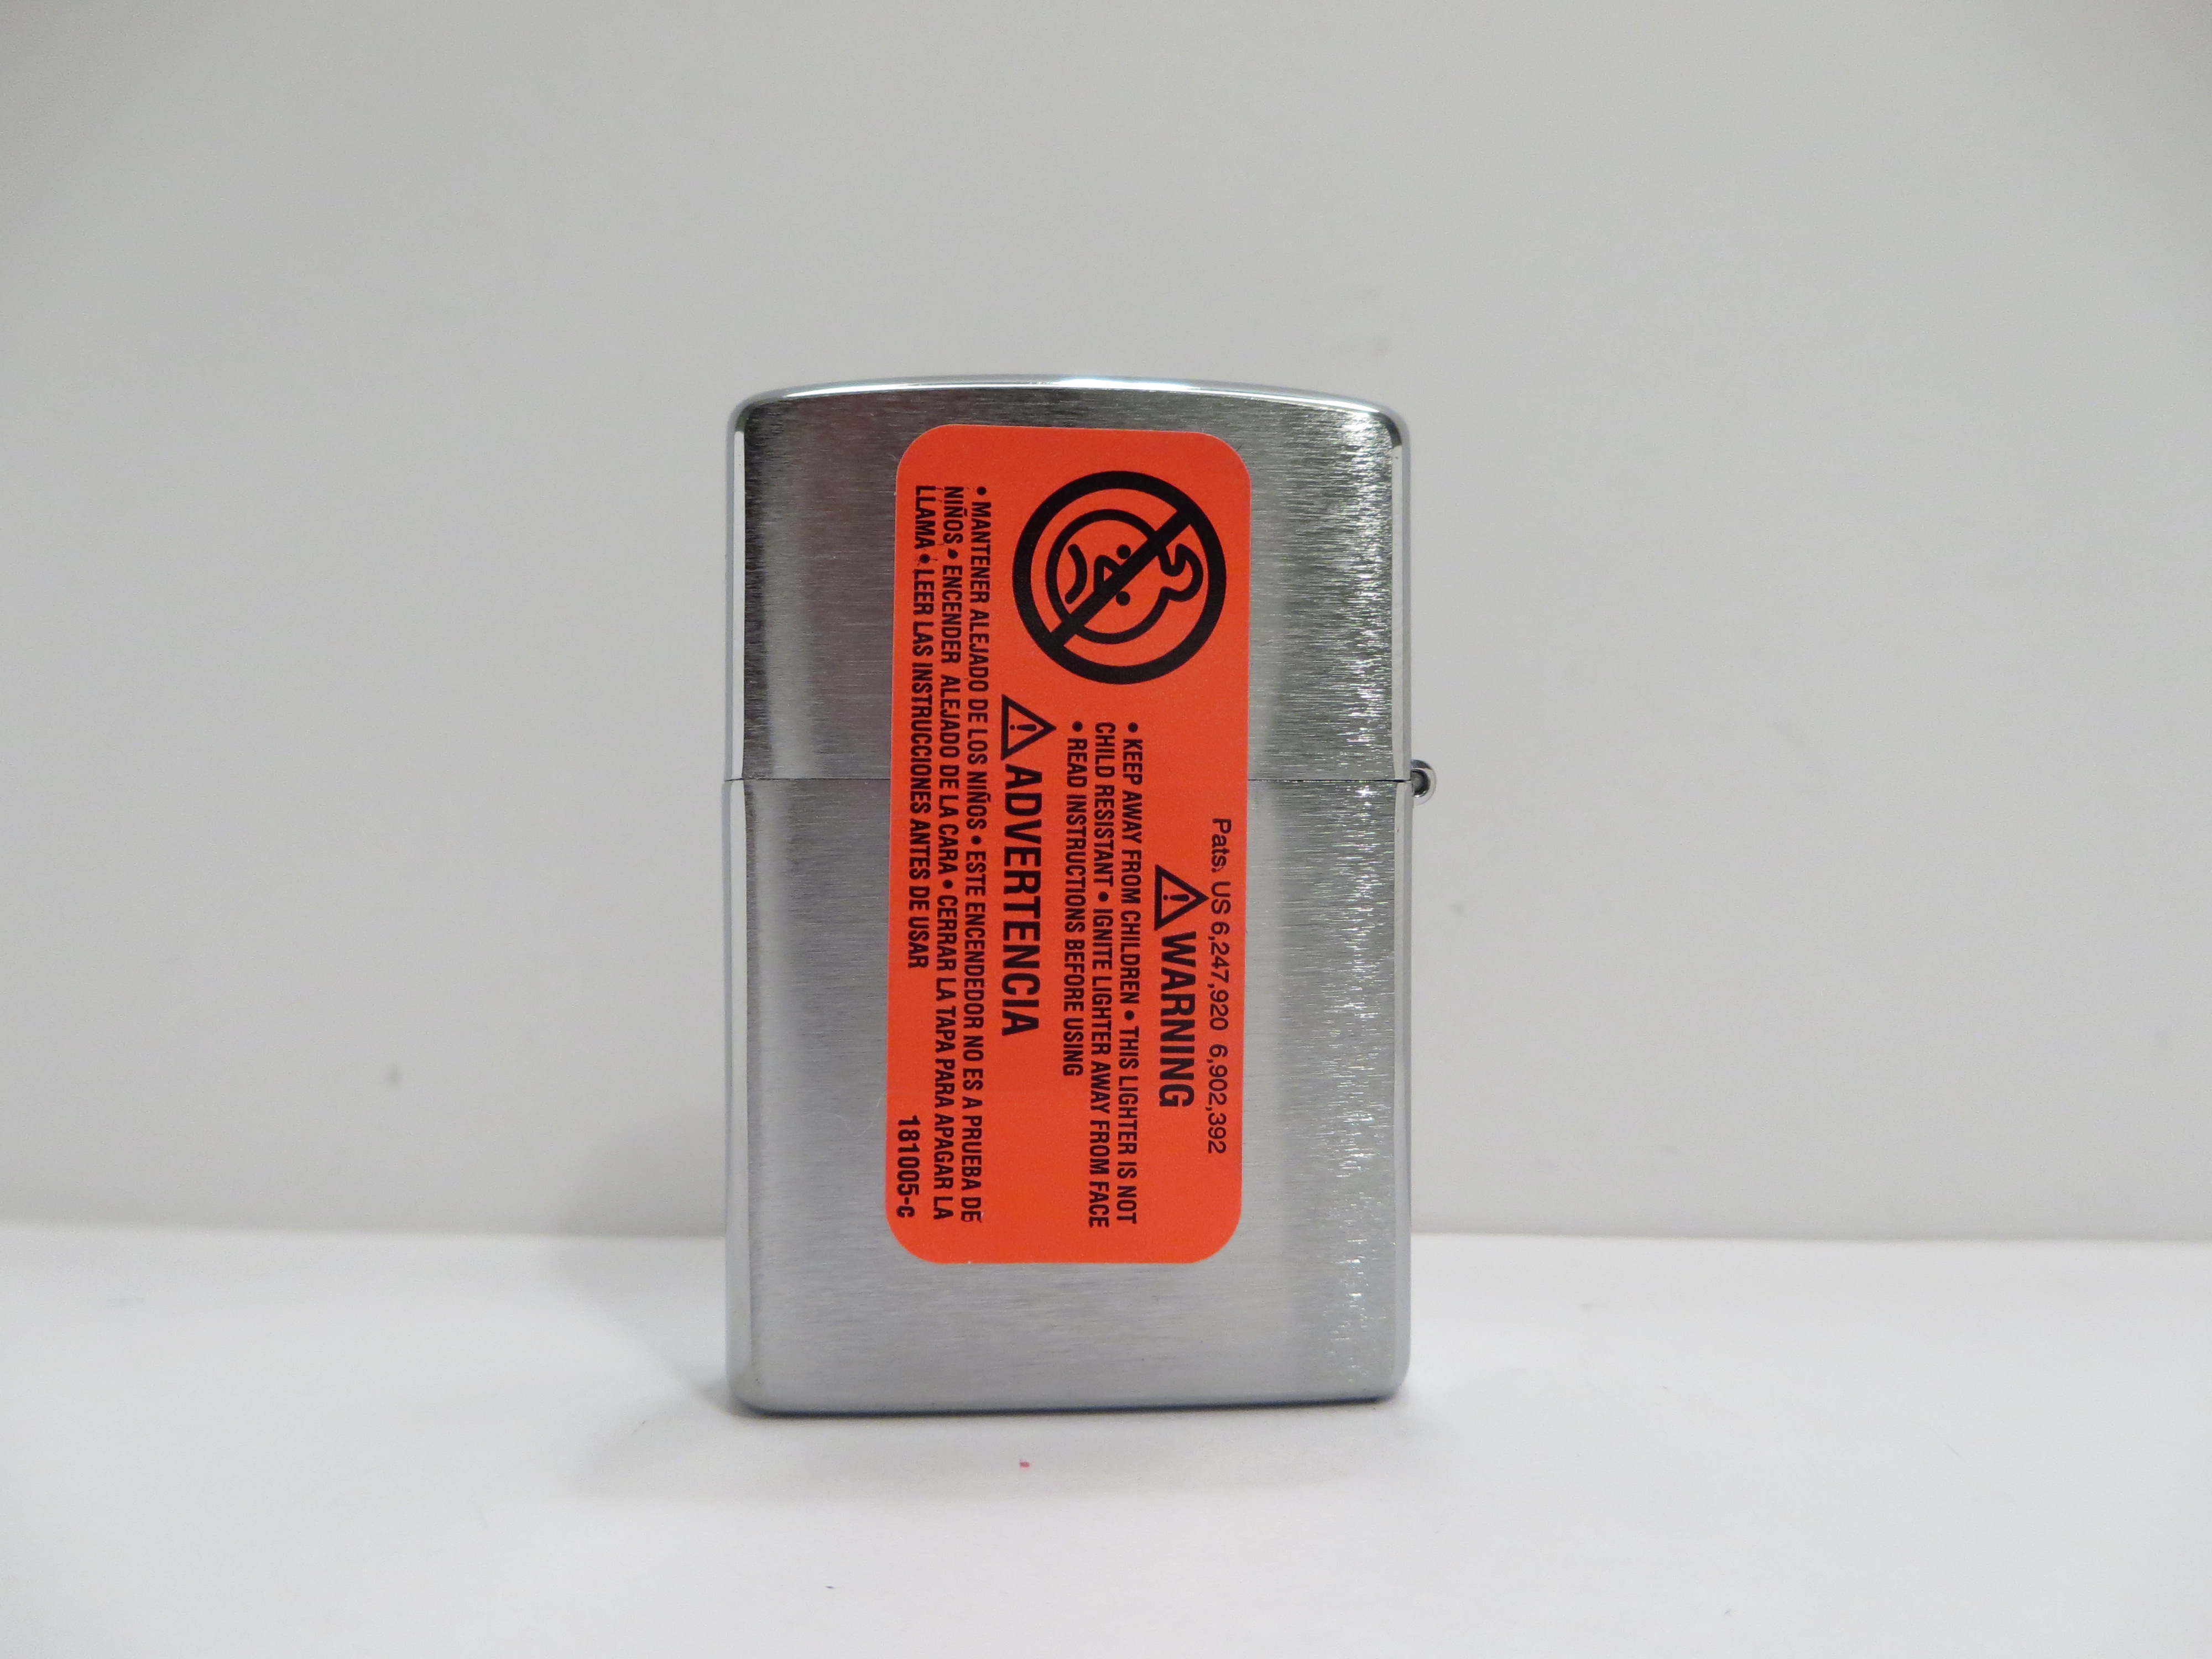 Pats. US 6,247,920 6,902,392
WARNING
• KEEP AWAY FROM CHILDREN • THIS LIGHTER IS NOT
CHILD RESISTANT • IGNITE LIGHTER AWAY FROM FACE
• READ INSTRUCTIONS BEFORE USING
ADVERTENCIA
• MANTENER ALEJADO DE LOS NIÑOS • ESTE ENCENDEDOR NO ES A PRUEBA DE
NIÑOS • ENCENDER ALEJADO DE LA CARA • CERRAR LA TAPA PARA APAGAR LA
LLAMA • LEER LAS INSTRUCCIONES ANTES DE USAR
181005-c